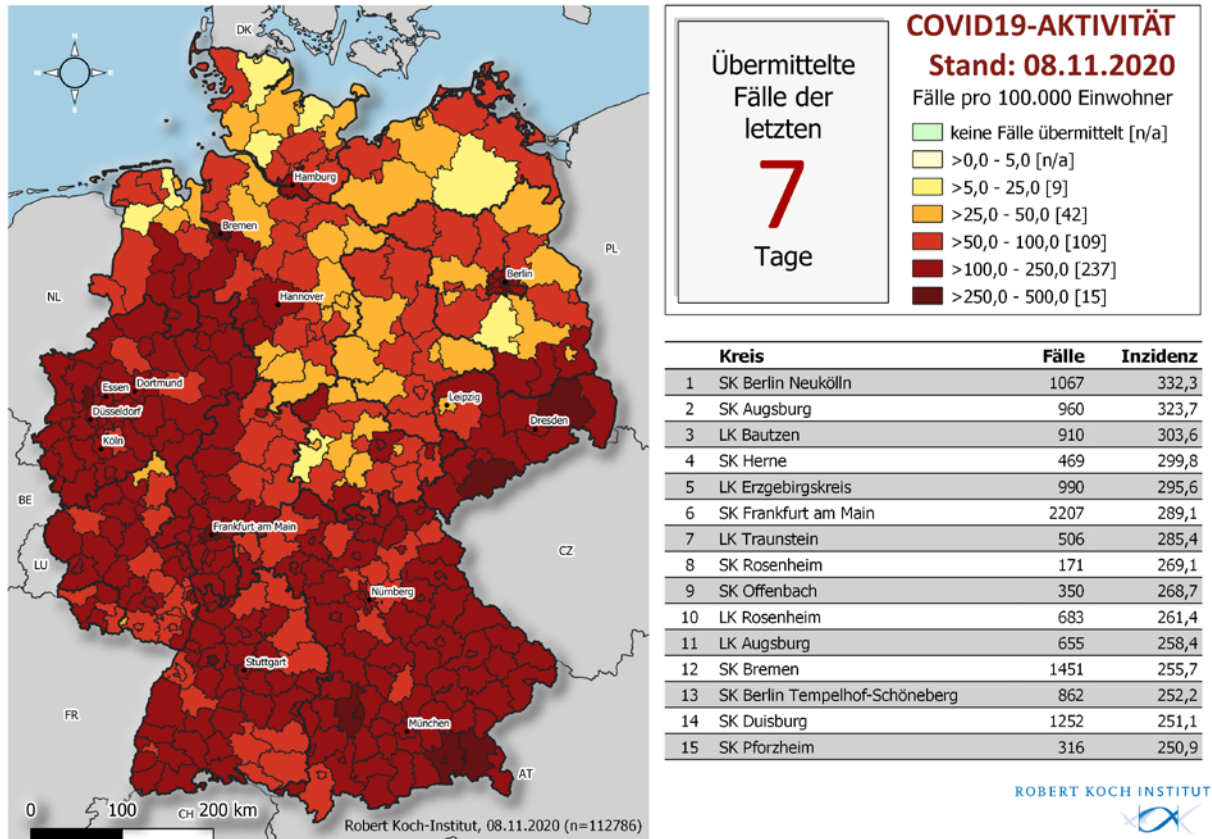 DK
N
W
E
S
Hamburg
Bremen
PL
Berlin
NL
Hannover
Essen
Dortmund
Düsseldorf
Leipzig
Dresden
Köln
BE
Frankfurt am Main
LU
CZ
Nürnberg
Stuttgart
FR
München
AT
CH
0 100 200 km
Robert Koch-Institut, 08.11.2020 (n=112786)
Übermittelte
Fälle der
letzten
7
Tage
COVID19-AKTIVITÄT
Stand: 08.11.2020
Fälle pro 100.000 Einwohner
keine Fälle übermittelt [n/a]
>0,0 - 5,0 [n/a]
>5,0 - 25,0 [9]
>25,0 - 50,0 [42]
>50,0 - 100,0 [109]
>100,0 - 250,0 [237]
>250,0 - 500,0 [15]
Kreis Fälle Inzidenz
1 SK Berlin Neukölln 1067 332,3
2 SK Augsburg 960 323,7
3 LK Bautzen 910 303,6
4 SK Herne 469 299,8
5 LK Erzgebirgskreis 990 295,6
6 SK Frankfurt am Main 2207 289,1
7 LK Traunstein 506 285,4
8 SK Rosenheim 171 269,1
9 SK Offenbach 350 268,7
10 LK Rosenheim 683 261,4
11 LK Augsburg 655 258,4
12 SK Bremen 1451 255,7
13 SK Berlin Tempelhof-Schöneberg 862 252,2
14 SK Duisburg 1252 251,1
15 SK Pforzheim 316 250,9
ROBERT KOCH INSTITUT